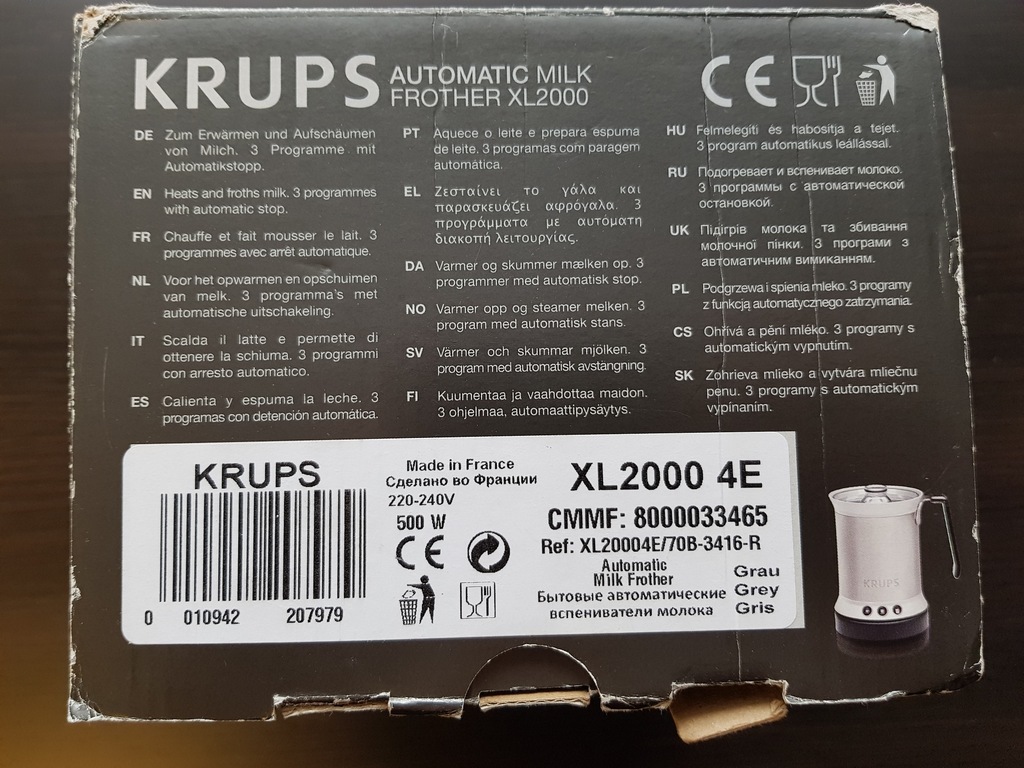 KRUPS
AUTOMATIC MILK
FROTHER XL2000
DE Zum Erwärmen und Aufschäumen
von Milch. 3 Programme mit
Automatikstopp.
EN Heats and froths milk. 3 programmes
with automatic stop.
FR Chauffe et fait mousser le lait. 3
programmes avec arrêt automatique.
NL Voor het opwarmen en opschuimen
van melk. 3 programma's met
automatische uitschakeling.
IT Scalda il latte e permette di
ottenere la schiuma. 3 programmi
con arresto automatico.
ES Calienta y espuma la leche. 3
programas con detención automática.
PT Aquece o leite e prepara espuma
de leite. 3 programas com paragem
automática.
EL Ζεσταίνει το γάλα και
παρασκευάζει αφρόγαλα. 3
προγράμματα με αυτόματη
διακοπή λειτουργίας.
DA Varmer og skummer mælken op. 3
programmer med automatisk stop.
NO Varmer opp og steamer melken. 3
program med automatisk stans.
SV Värmer och skummar mjölken. 3
program med automatisk avstängning.
FI Kuumentaa ja vaahdottaa maidon.
3 ohjelmaa, automaattipysäytys.
CE
HU Felmelegíti és habosítja a tejet.
3 program automatikus leállással.
RU Подогревает и вспенивает молоко.
3 программы с автоматической
остановкой.
UK Підігрів молока та збивання
молочної пінки. 3 програми з
автоматичним вимиканням.
PL Podgrzewa i spienia mleko. 3 programy
z funkcją automatycznego zatrzymania.
CS Ohřívá a pění mléko. 3 programy s
automatickým vypnutím.
SK Zohrieva mlieko a vytvára mliečnu
penu. 3 programy s automatickým
vypínaním.
KRUPS
0 010942 207979
Made in France
Сделано во Франции
220-240V
500 W
CE
XL2000 4E
CMMF: 8000033465
Ref: XL20004E/70B-3416-R
Automatic
Milk Frother
Бытовые автоматические
вспениватели молока
Grau
Grey
Gris
KRUPS